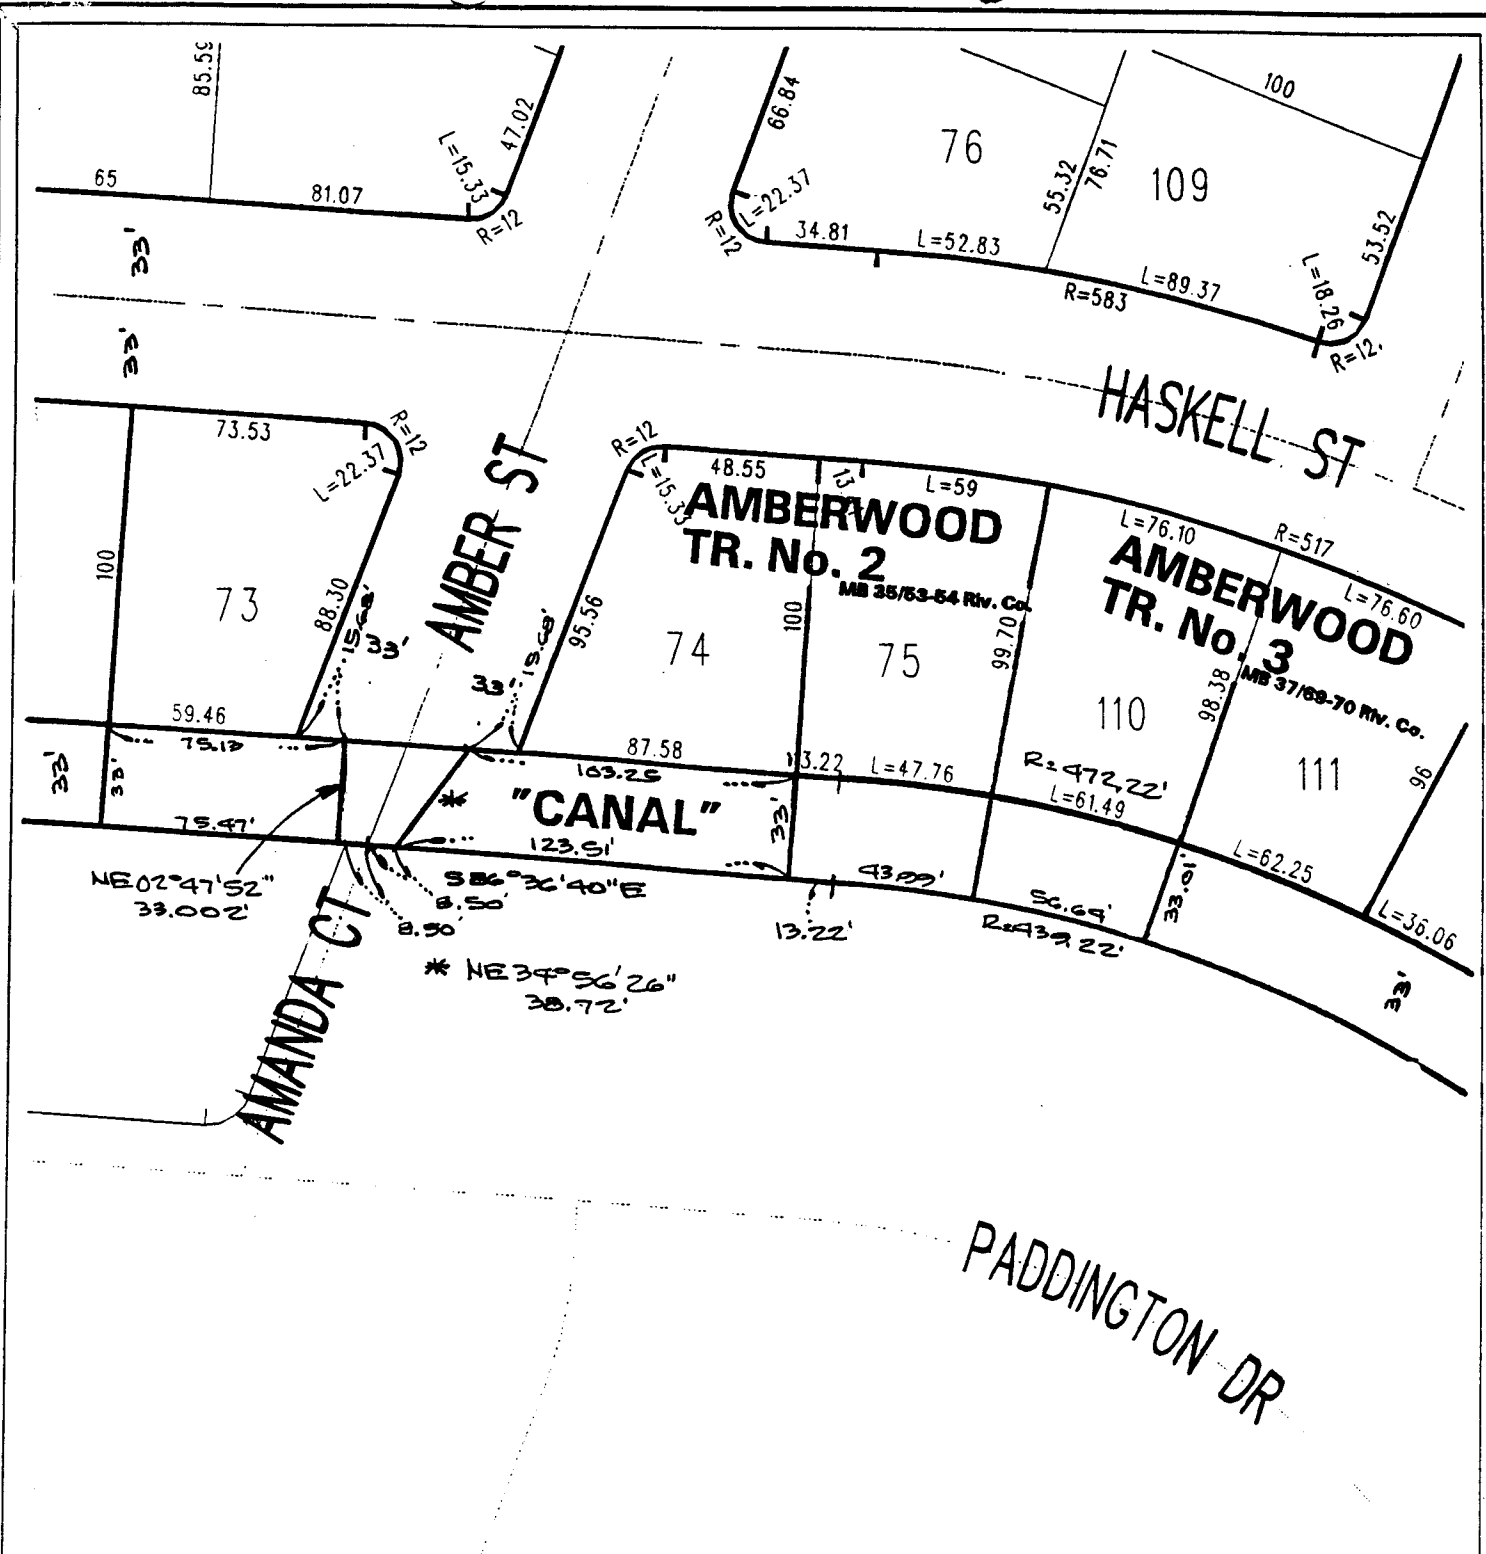 85.59
47.02
L=15.33
R=12
65
81.07
66.84
L=22.37
R=12
34.81
L=52.83
76
55.32
76.71
109
100
53.52
L=89.37
R=583
L=18.26
R=12.
33'
33'
HASKELL ST
73.53
R=12
L=22.37
100
73
88.30
15.68'
33'
59.46
75.13
AMBER ST
R=12
L=15.33
48.55
L=59
AMBERWOOD
TR. No. 2
MB 35/53-54 Riv. Co.
95.56
15.68'
33'
74
100
75
99.70
87.58
103.25
13.22
L=47.76
L=76.10
R=517
L=76.60
AMBERWOOD
TR. No. 3
MB 37/69-70 Riv. Co.
110
98.38
111
96
R=472.22'
L=61.49
L=62.25
L=36.06
33'
33'
75.47'
"CANAL"
*
123.51'
33'
S86°36'40"E
8.50'
8.50'
NE02°47'52"
33.002'
* NE34°56'26"
38.72'
13.22'
43.99'
56.64'
R=439.22'
33.01'
33'
AMANDA CT
PADDINGTON DR